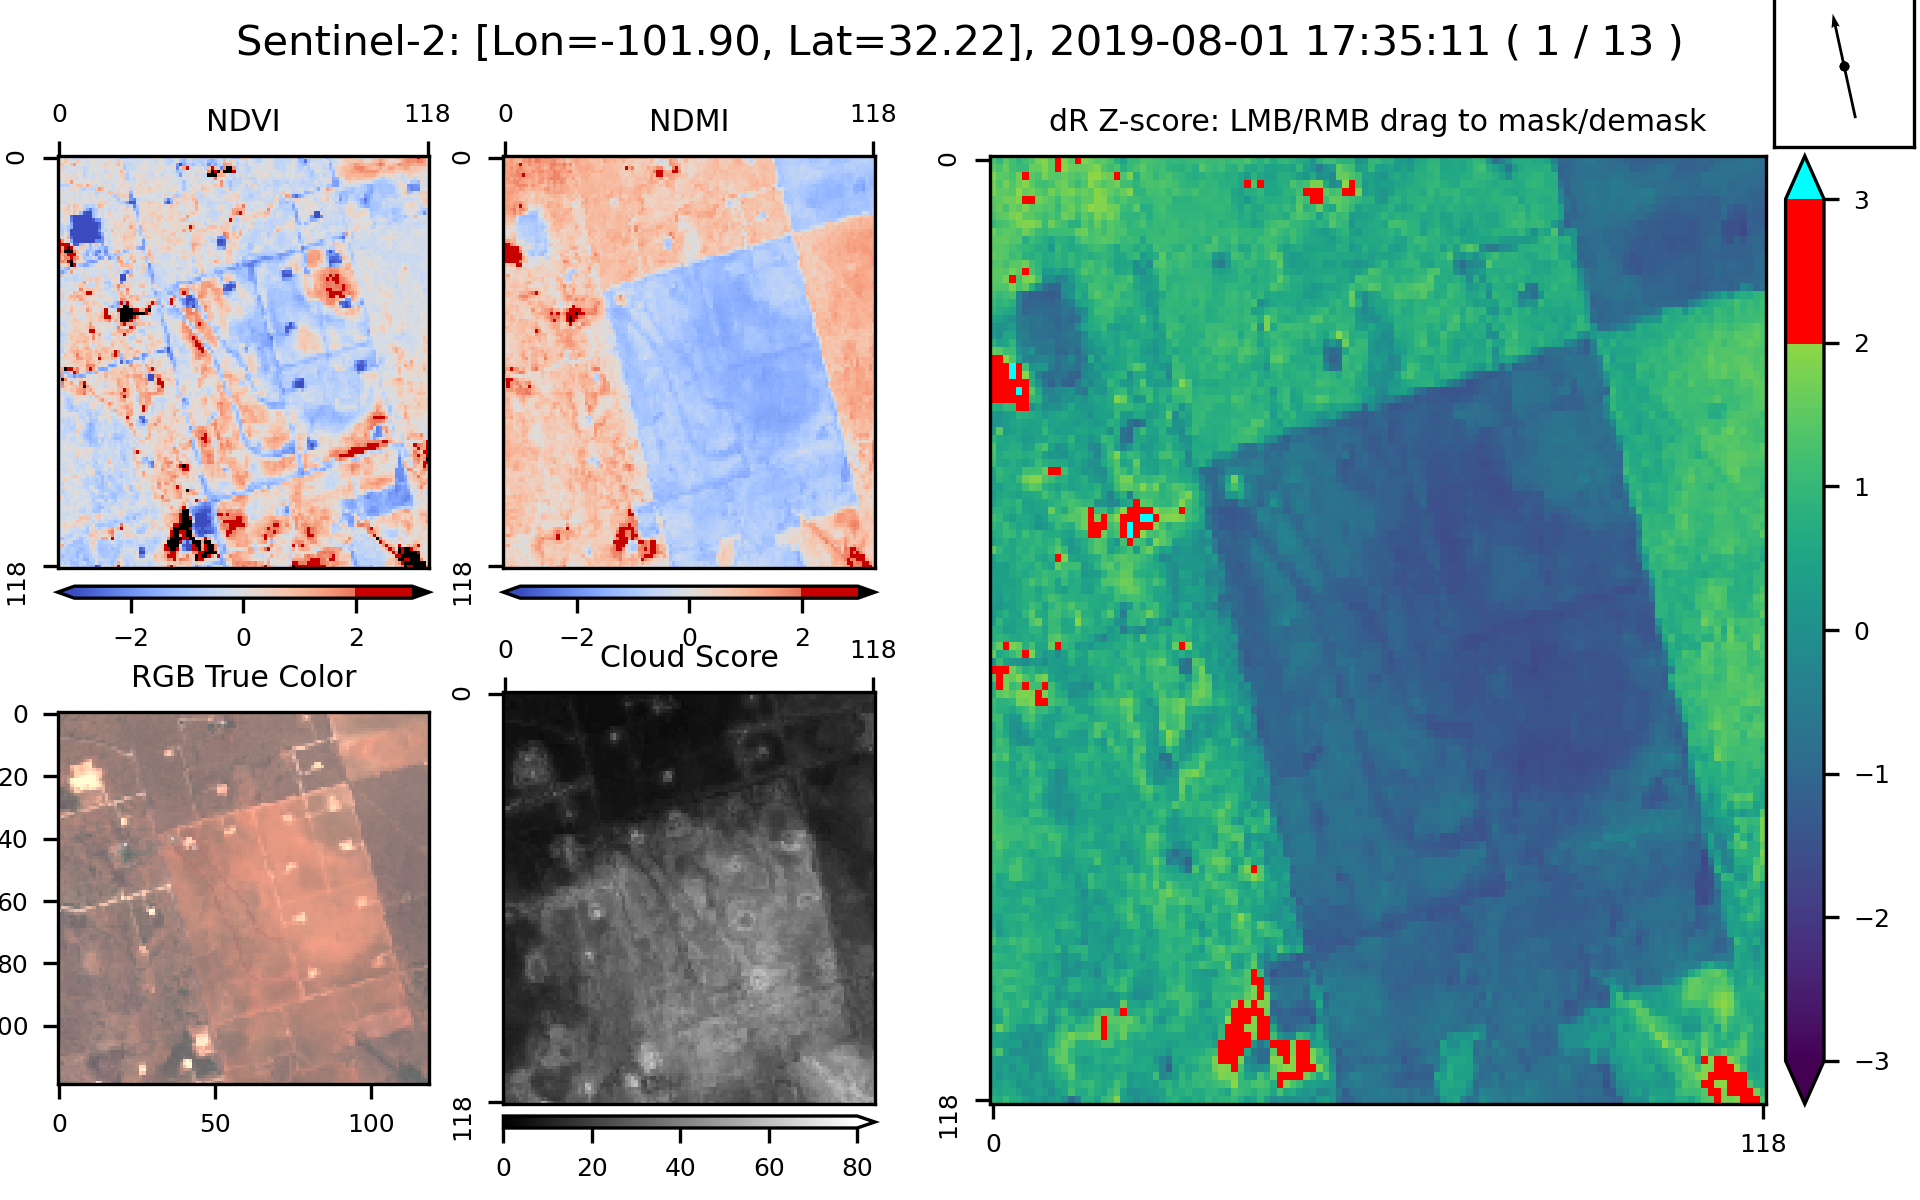 Sentinel-2: [Lon=-101.90, Lat=32.22], 2019-08-01 17:35:11 ( 1 / 13 )
NDVI
0 118
0
118
−2 0 2
NDMI
0 118
0
118
−2 0 2
dR Z-score: LMB/RMB drag to mask/demask
0
118
0 118
3
2
1
0
−1
−2
−3
RGB True Color
0
20
40
60
80
00
0 50 100
Cloud Score
0 118
0
118
0 20 40 60 80